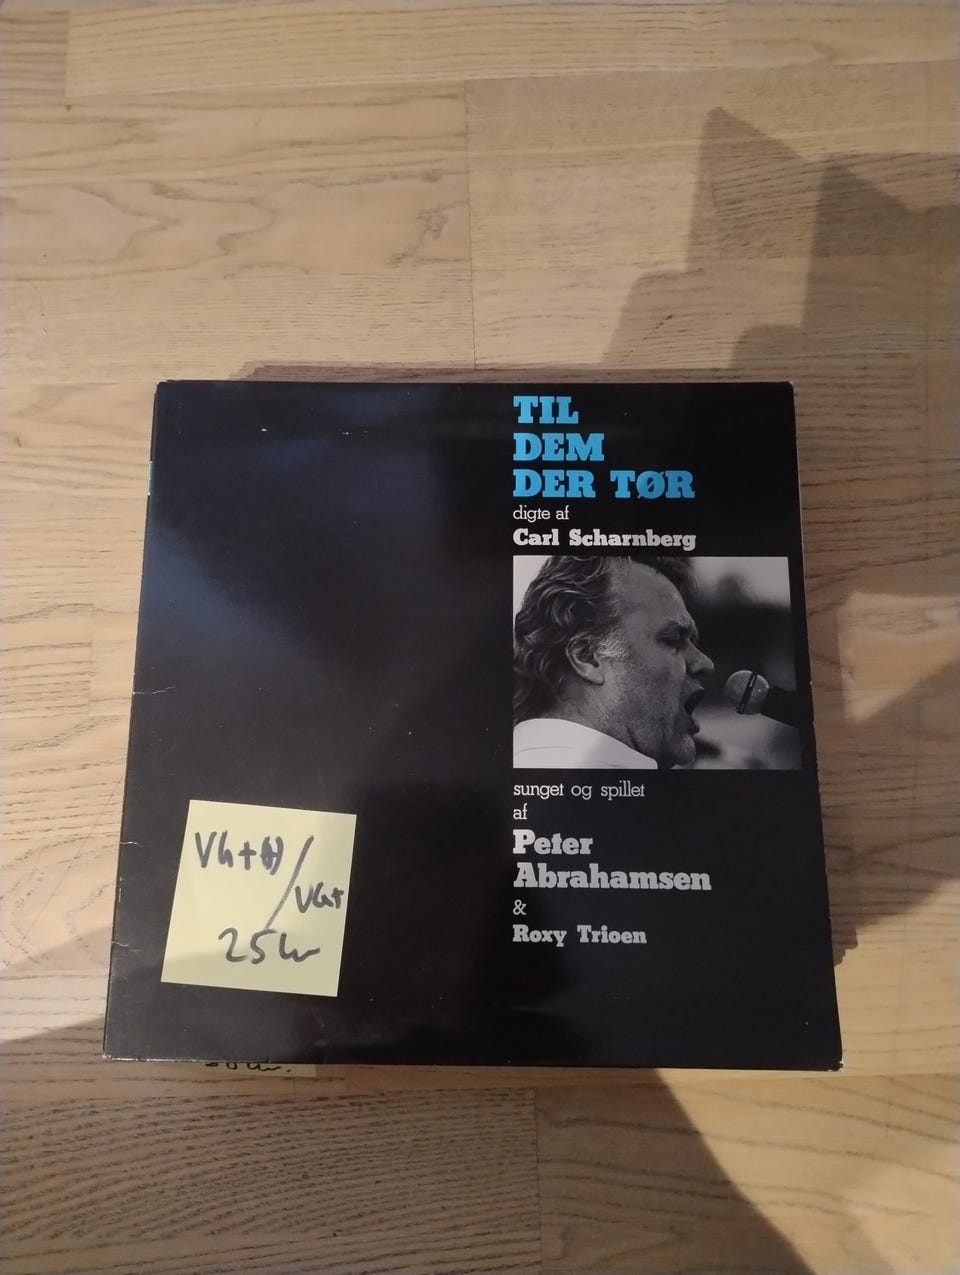 TIL
DEM
DER TØR
digte af
Carl Scharnberg
sunget og spillet
af
Peter
Abrahamsen
&
Roxy Trioen
VG+(+)/
VG+
25 kr